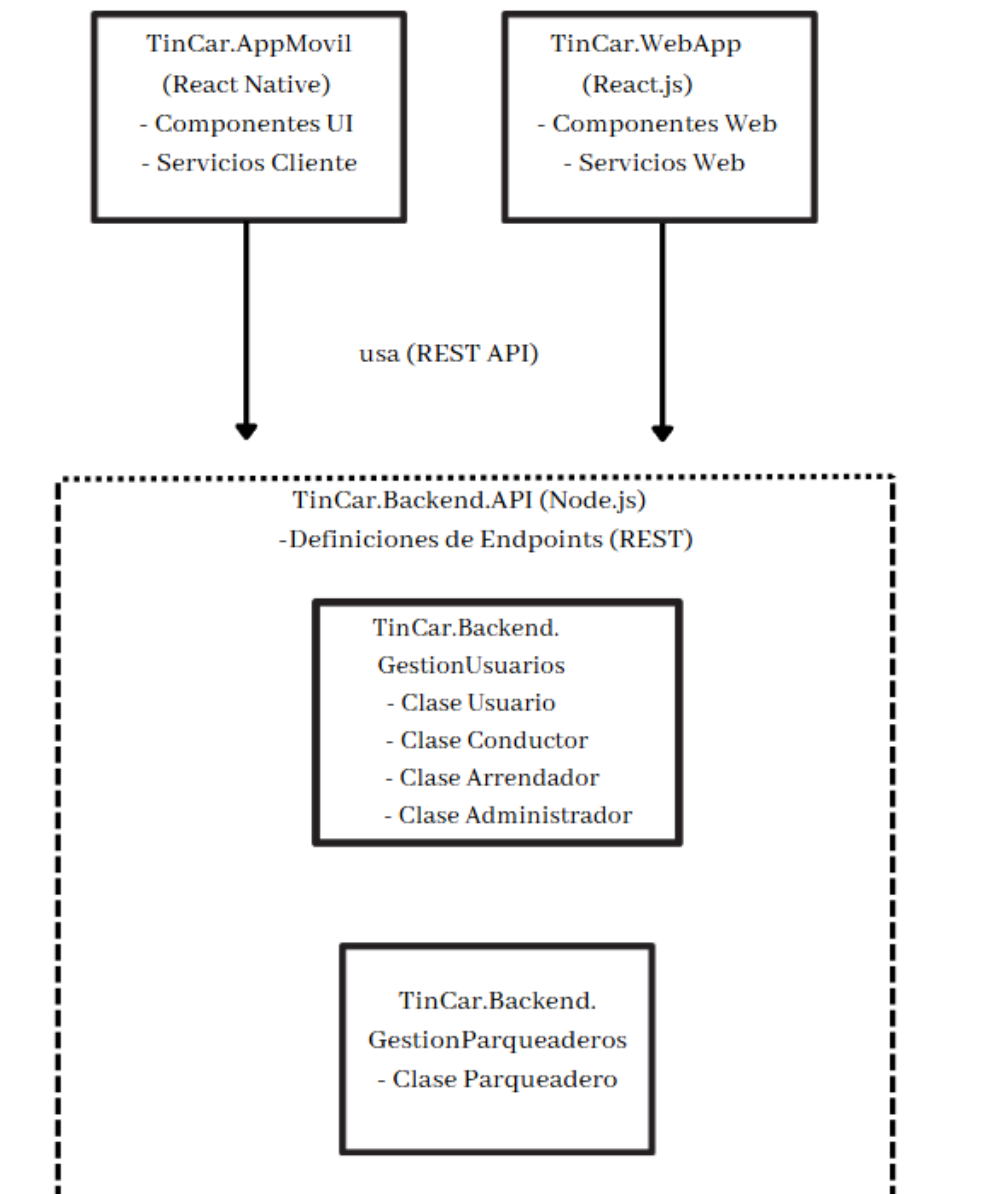 TinCar.AppMovil
(React Native)
- Componentes UI
- Servicios Cliente
TinCar.WebApp
(React.js)
- Componentes Web
- Servicios Web
usa (REST API)
TinCar.Backend.API (Node.js)
-Definiciones de Endpoints (REST)
TinCar.Backend.
GestionUsuarios
- Clase Usuario
- Clase Conductor
- Clase Arrendador
- Clase Administrador
TinCar.Backend.
GestionParqueaderos
- Clase Parqueadero